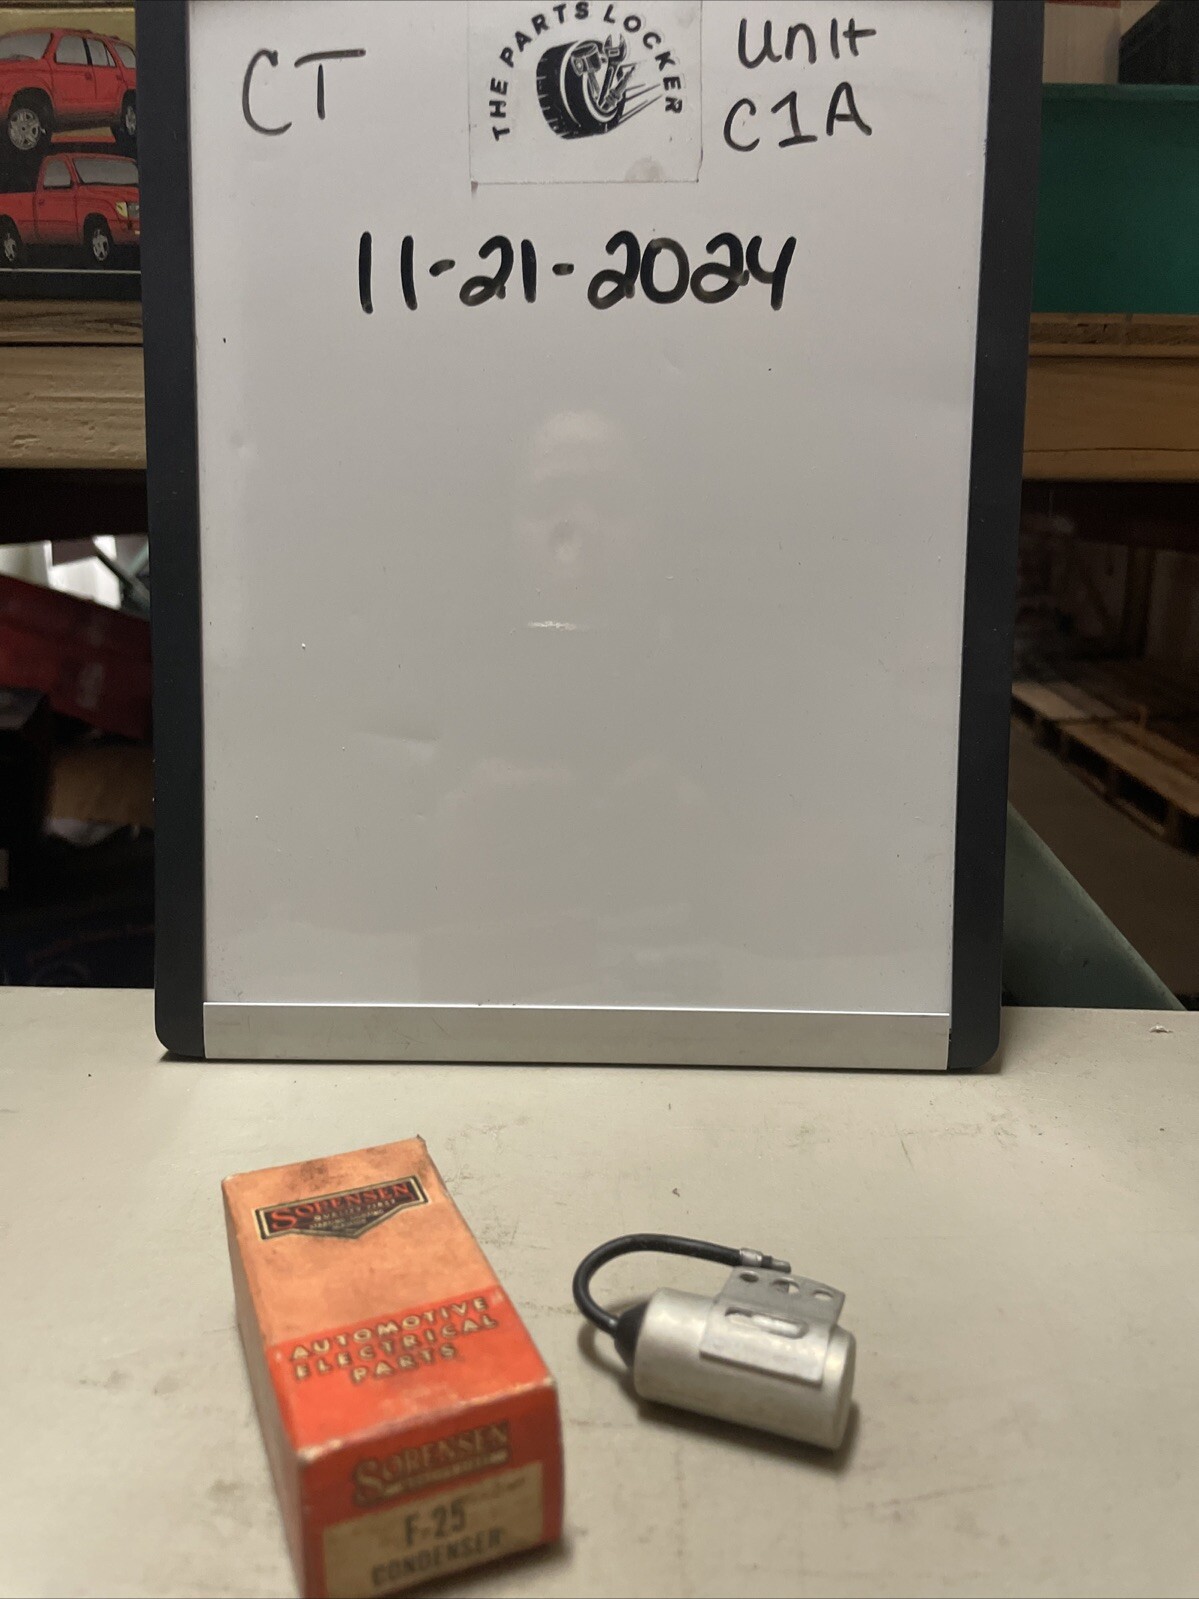 CT
THE PARTS LOCKER
Unit
C1A
11-21-2024
SORENSEN
AUTOMOTIVE
ELECTRICAL
PARTS
SORENSEN
F-25
CONDENSER